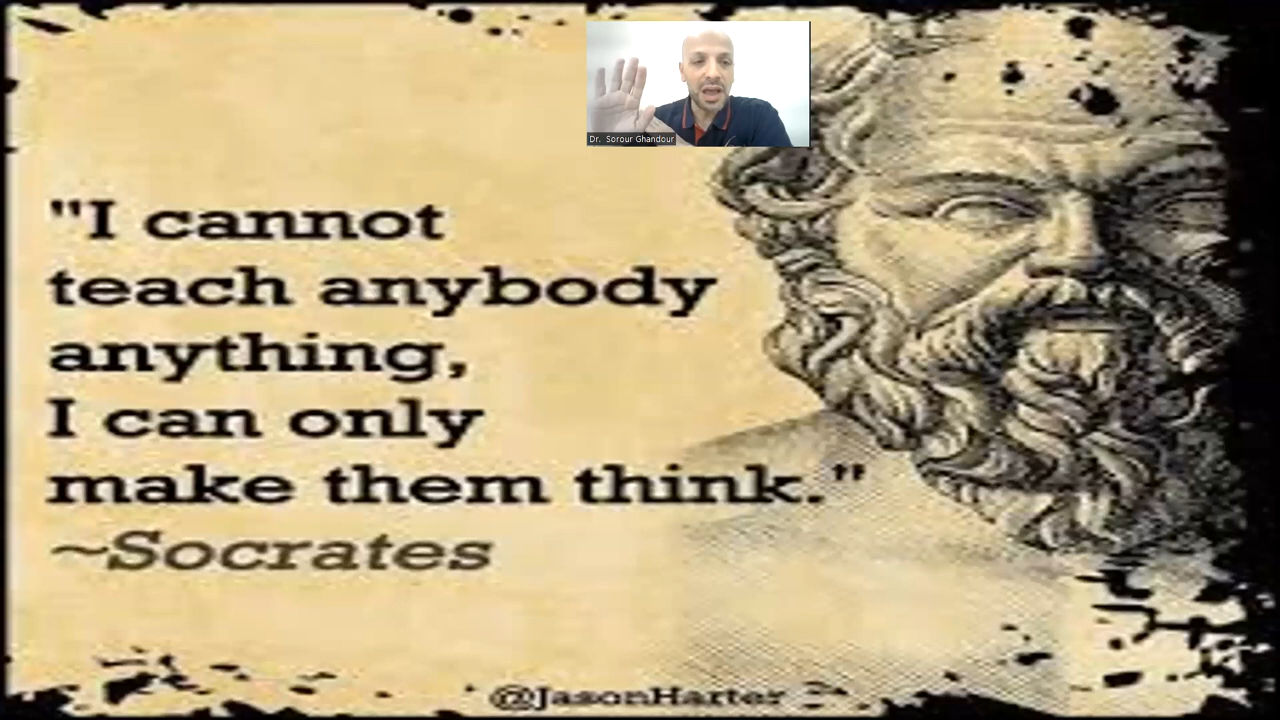 Dr. Sorour Ghandour
"I cannot
teach anybody
anything,
I can only
make them think."
~Socrates
@JasonHarter